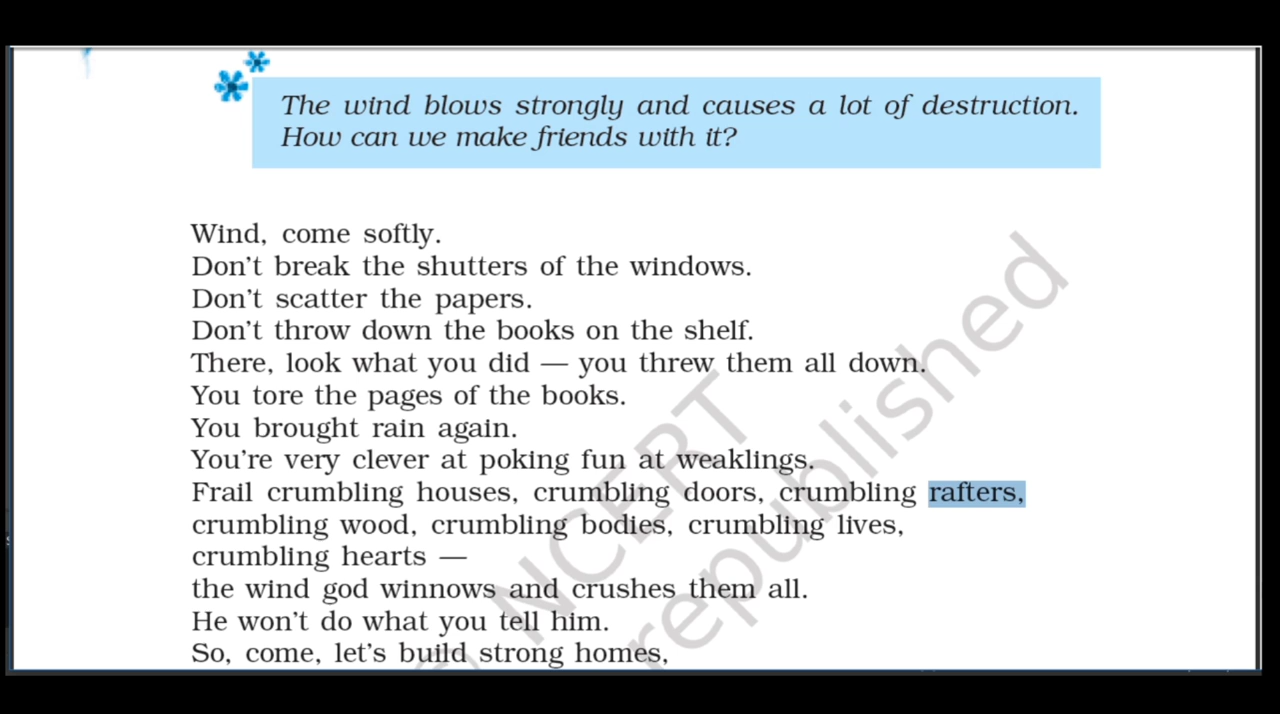 The wind blows strongly and causes a lot of destruction.
How can we make friends with it?
Wind, come softly.
Don't break the shutters of the windows.
Don't scatter the papers.
Don't throw down the books on the shelf.
There, look what you did — you threw them all down.
You tore the pages of the books.
You brought rain again.
You're very clever at poking fun at weaklings.
Frail crumbling houses, crumbling doors, crumbling rafters,
crumbling wood, crumbling bodies, crumbling lives,
crumbling hearts —
the wind god winnows and crushes them all.
He won't do what you tell him.
So, come, let's build strong homes,
NCERT
republished